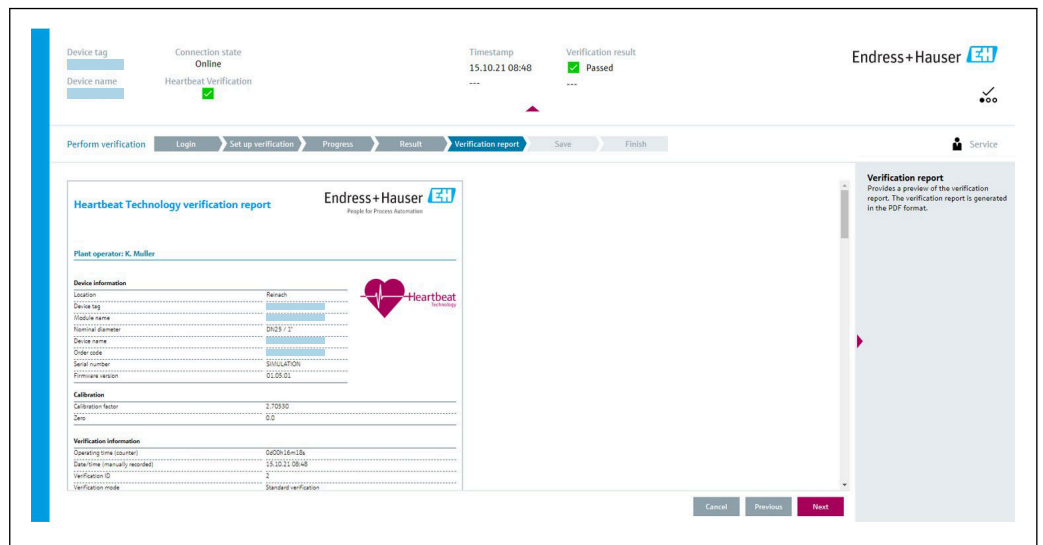 Device tag
Connection state
Online
Device name
Heartbeat Verification
Timestamp
15.10.21 08:48
---
Verification result
Passed
---
Endress+Hauser EH
Perform verification
Login
Set up verification
Progress
Result
Verification report
Save
Finish
Service
Heartbeat Technology verification report
Endress+Hauser EH
People for Process Automation
Plant operator: K. Muller
Device information
Location Reinach
Device tag
Module name
Nominal diameter DN25 / 1"
Device name
Order code
Serial number SIMULATION
Firmware version 01.05.01
Heartbeat
Technology
Calibration
Calibration factor 2.70550
Zero 0.0
Verification information
Operating time (counter) 0d00h16m18s
Date/time (manually recorded) 15.10.21 08:48
Verification ID 2
Verification mode Standard verification
Verification report
Provides a preview of the verification
report. The verification report is generated
in the PDF format.
Cancel
Previous
Next